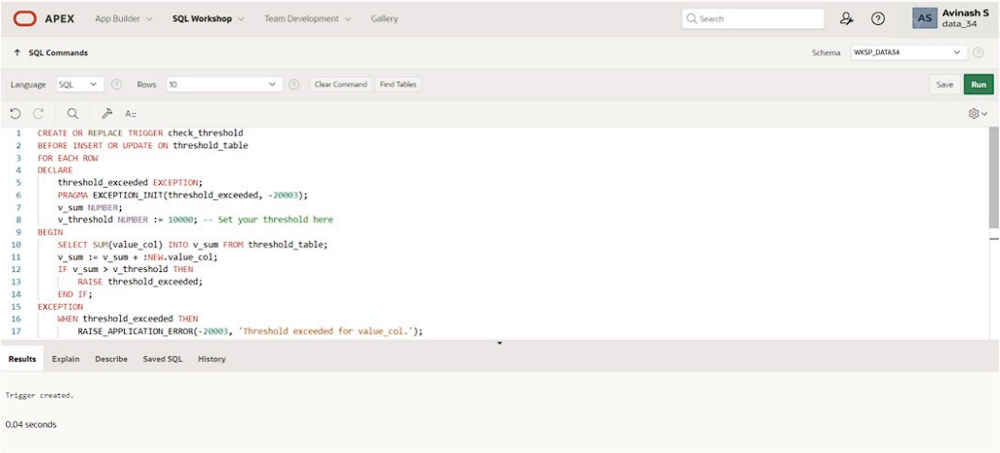 APEX App Builder SQL Workshop Team Development Gallery Search AS Avinash S
data_34
↑ SQL Commands Schema WKSP_DATA34
Language SQL Rows 10 Clear Command Find Tables Save Run
A::
1 CREATE OR REPLACE TRIGGER check_threshold
2 BEFORE INSERT OR UPDATE ON threshold_table
3 FOR EACH ROW
4 DECLARE
5 threshold_exceeded EXCEPTION;
6 PRAGMA EXCEPTION_INIT(threshold_exceeded, -20003);
7 v_sum NUMBER;
8 v_threshold NUMBER := 10000; -- Set your threshold here
9 BEGIN
10 SELECT SUM(value_col) INTO v_sum FROM threshold_table;
11 v_sum := v_sum + :NEW.value_col;
12 IF v_sum > v_threshold THEN
13 RAISE threshold_exceeded;
14 END IF;
15 EXCEPTION
16 WHEN threshold_exceeded THEN
17 RAISE_APPLICATION_ERROR(-20003, 'Threshold exceeded for value_col.');
Results Explain Describe Saved SQL History
Trigger created.
0.04 seconds